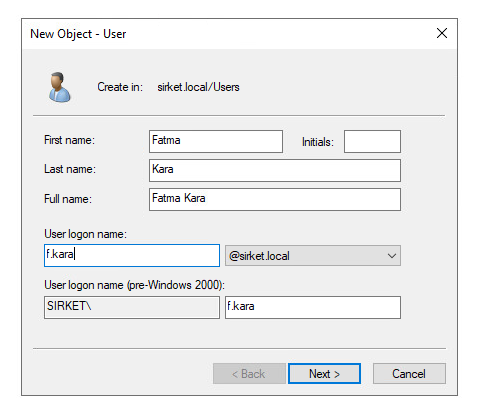 New Object - User
Create in: sirket.local/Users
First name: Fatma Initials:
Last name: Kara
Full name: Fatma Kara
User logon name:
f.kara @sirket.local
User logon name (pre-Windows 2000):
SIRKET\ f.kara
< Back Next > Cancel